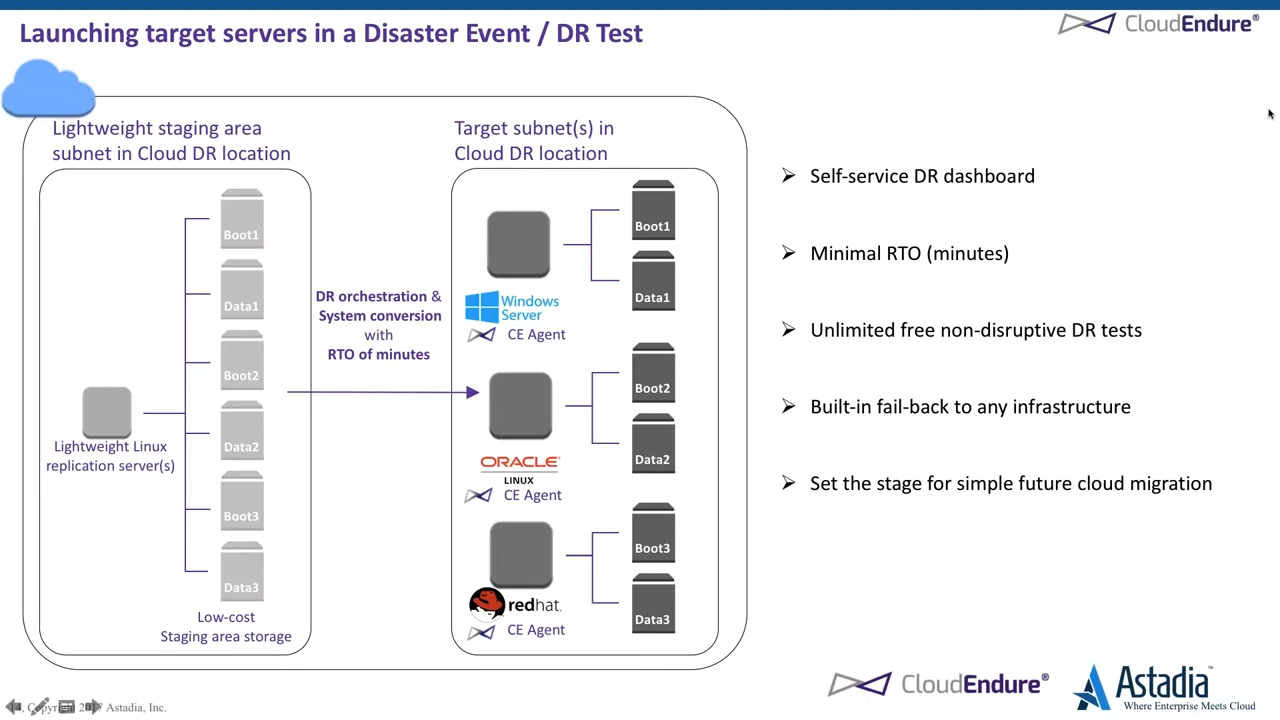 Launching target servers in a Disaster Event / DR Test
CloudEndure®
Lightweight staging area
subnet in Cloud DR location
Boot1
Data1
Boot2
Data2
Boot3
Data3
Lightweight Linux
replication server(s)
Low-cost
Staging area storage
DR orchestration &
System conversion
with
RTO of minutes
Target subnet(s) in
Cloud DR location
Boot1
Data1
Windows
Server
CE Agent
Boot2
Data2
ORACLE
LINUX
CE Agent
Boot3
Data3
redhat.
CE Agent
Self-service DR dashboard
Minimal RTO (minutes)
Unlimited free non-disruptive DR tests
Built-in fail-back to any infrastructure
Set the stage for simple future cloud migration
CloudEndure®
Astadia™
Where Enterprise Meets Cloud
Astadia, Inc.